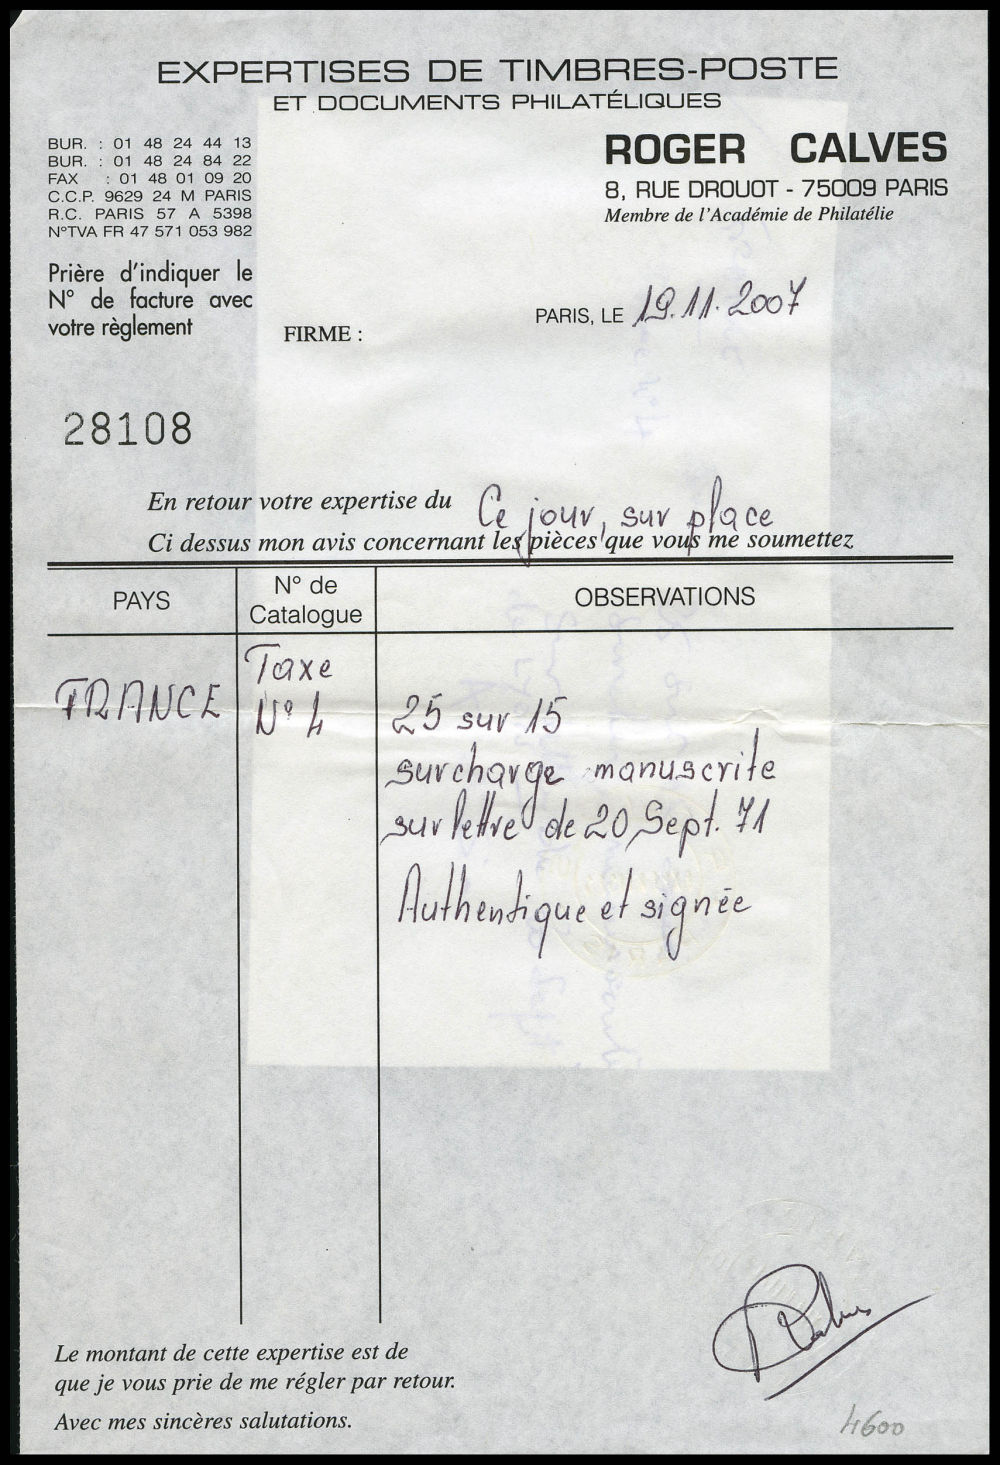 EXPERTISES DE TIMBRES-POSTE
ET DOCUMENTS PHILATÉLIQUES
BUR. : 01 48 24 44 13
BUR. : 01 48 24 84 22
FAX : 01 48 01 09 20
C.C.P. 9629 24 M PARIS
R.C. PARIS 57 A 5398
N°TVA FR 47 571 053 982
ROGER CALVES
8, RUE DROUOT - 75009 PARIS
Membre de l'Académie de Philatélie
Prière d'indiquer le
N° de facture avec
votre règlement
FIRME :
PARIS, LE 19.11.2007
28108
En retour votre expertise du Ce jour, sur place
Ci dessus mon avis concernant les pièces que vous me soumettez
PAYS
N° de
Catalogue
OBSERVATIONS
FRANCE
Taxe
N° 4
25 sur 15
surcharge manuscrite
sur lettre de 20 Sept. 71
Authentique et signée
Le montant de cette expertise est de
que je vous prie de me régler par retour.
Avec mes sincères salutations.
4600